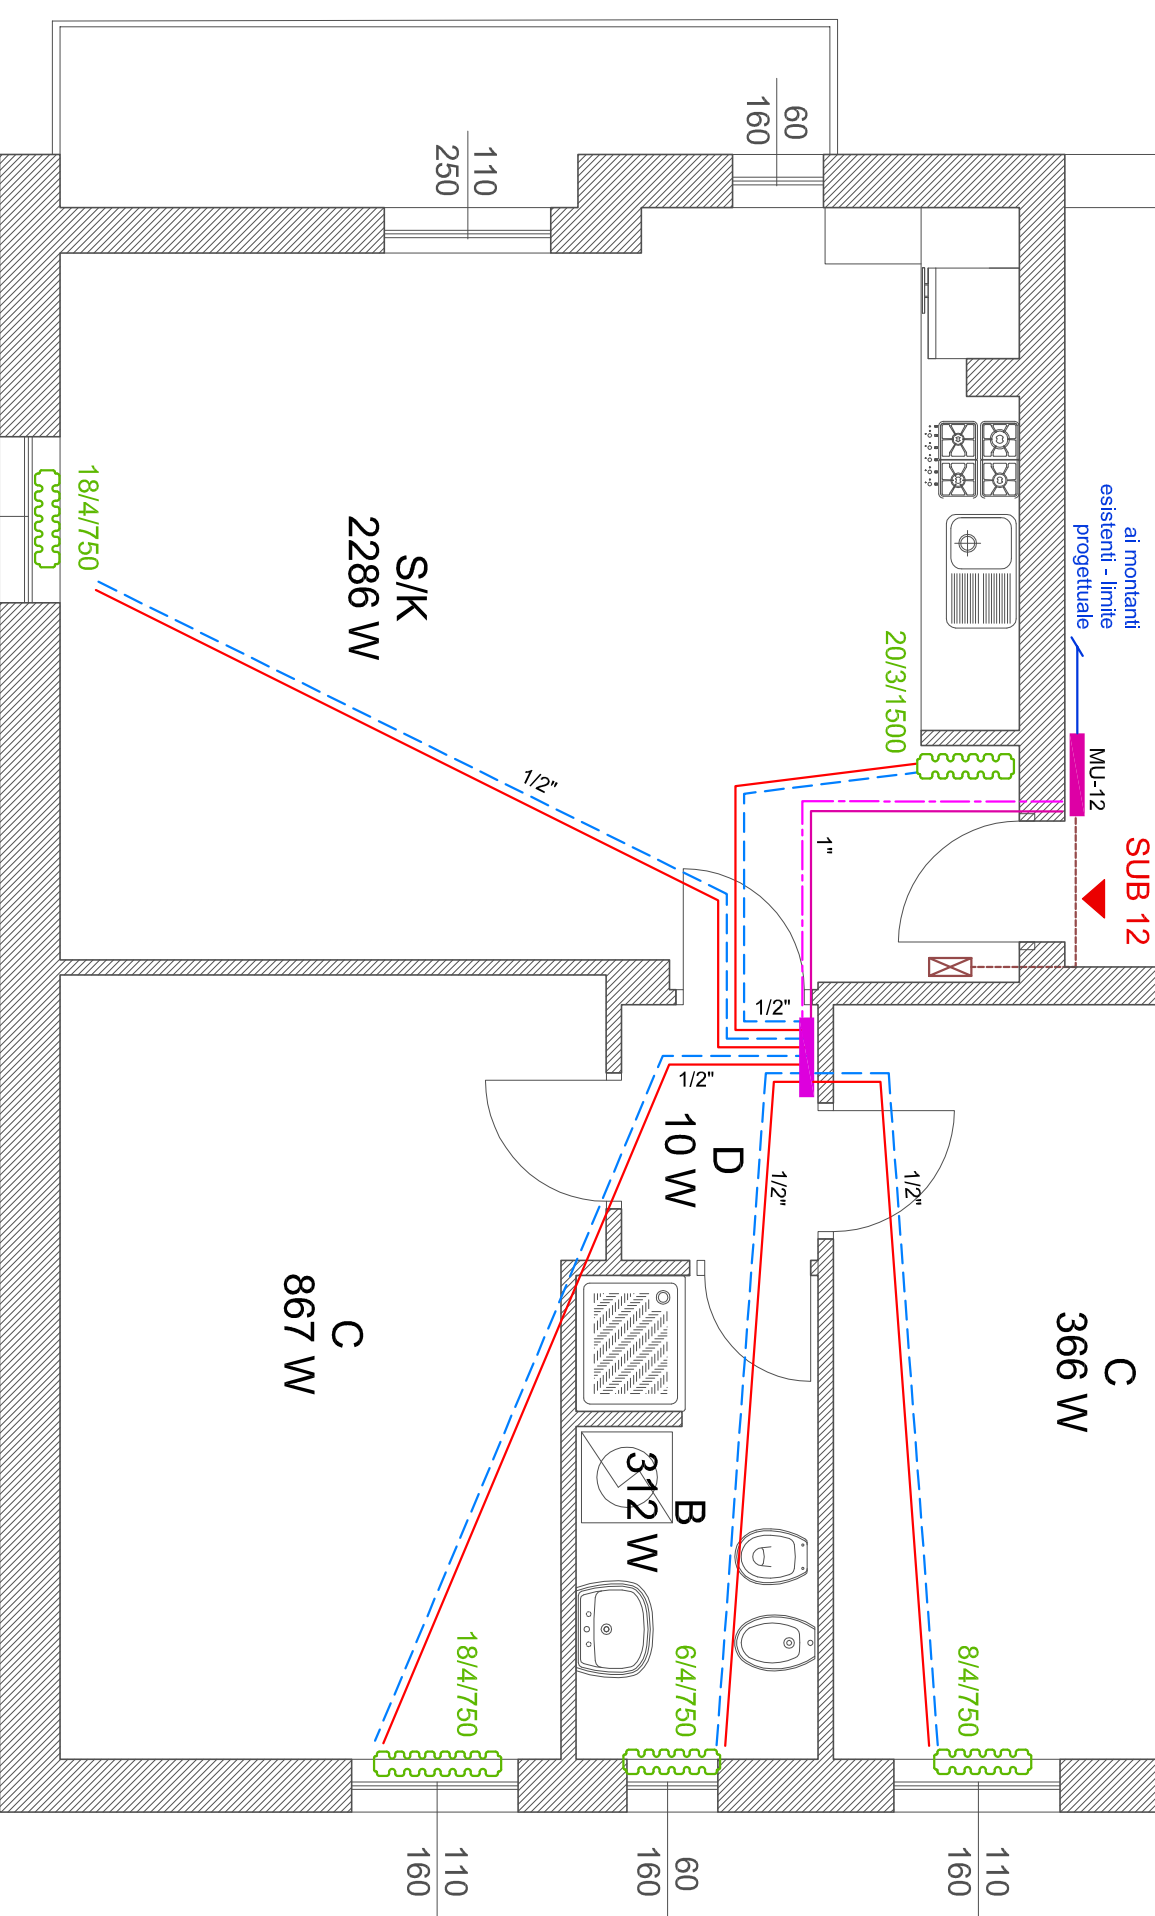 60
160
110
250
ai montanti
esistenti - limite
progettuale
MU-12
SUB 12
18/4/750
S/K
2286 W
20/3/1500
1/2"
1"
1/2"
1/2"
D
10 W
1/2"
1/2"
C
867 W
C
366 W
B
312 W
18/4/750
6/4/750
8/4/750
110
160
60
160
110
160